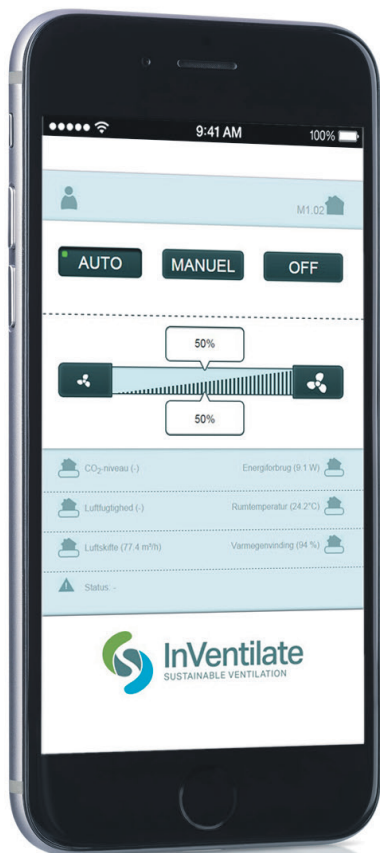 9:41 AM 100%
M1.02
AUTO MANUEL OFF
50%
50%
CO₂-niveau (-) Energiforbrug (9.1 W)
Luftfugtighed (-) Rumtemperatur (24.2°C)
Luftskifte (77.4 m³/h) Varmegenvinding (94 %)
Status: -
InVentilate
SUSTAINABLE VENTILATION